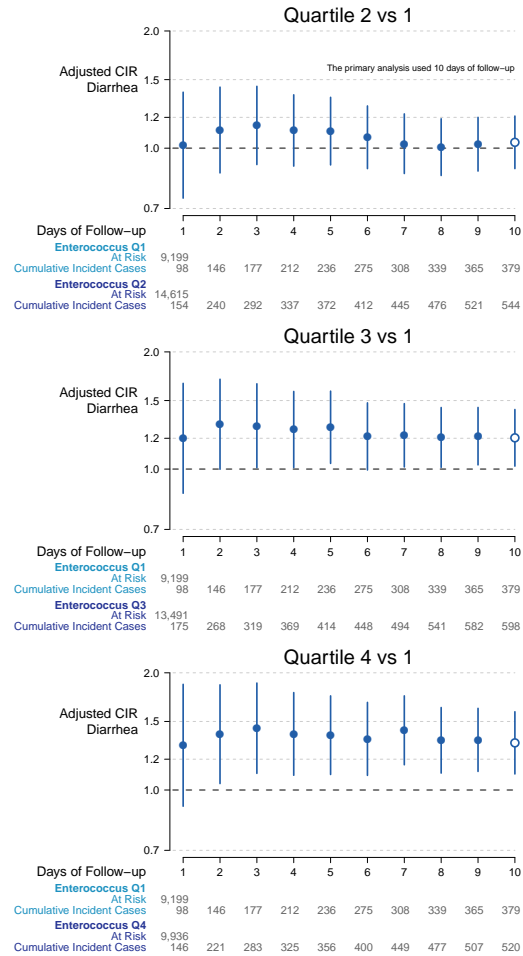 Quartile 2 vs 1
2.0
The primary analysis used 10 days of follow−up
Adjusted CIR
Diarrhea
1.5
1.2
1.0
0.7
Days of Follow−up 1 2 3 4 5 6 7 8 9 10
Enterococcus Q1
At Risk 9,199
Cumulative Incident Cases 98 146 177 212 236 275 308 339 365 379
Enterococcus Q2
At Risk 14,615
Cumulative Incident Cases 154 240 292 337 372 412 445 476 521 544
Quartile 3 vs 1
2.0
Adjusted CIR
Diarrhea
1.5
1.2
1.0
0.7
Days of Follow−up 1 2 3 4 5 6 7 8 9 10
Enterococcus Q1
At Risk 9,199
Cumulative Incident Cases 98 146 177 212 236 275 308 339 365 379
Enterococcus Q3
At Risk 13,491
Cumulative Incident Cases 175 268 319 369 414 448 494 541 582 598
Quartile 4 vs 1
2.0
Adjusted CIR
Diarrhea
1.5
1.2
1.0
0.7
Days of Follow−up 1 2 3 4 5 6 7 8 9 10
Enterococcus Q1
At Risk 9,199
Cumulative Incident Cases 98 146 177 212 236 275 308 339 365 379
Enterococcus Q4
At Risk 9,936
Cumulative Incident Cases 146 221 283 325 356 400 449 477 507 520